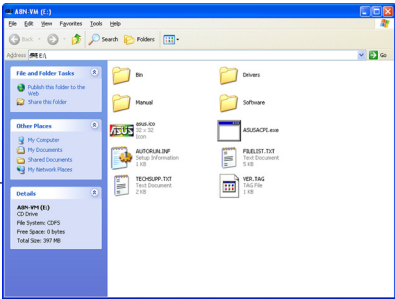 A8N-VM (E:)
File Edit View Favorites Tools Help
Back Search Folders
Address E:\ Go
File and Folder Tasks
Publish this folder to the
Web
Share this folder
Other Places
My Computer
My Documents
Shared Documents
My Network Places
Details
A8N-VM (E:)
CD Drive
File System: CDFS
Free Space: 0 bytes
Total Size: 397 MB
Bin
Drivers
Manual
Software
ASUS
asus.ico
32 x 32
Icon
ASUSACPI.exe
AUTORUN.INF
Setup Information
1 KB
FILELIST.TXT
Text Document
5 KB
TECHSUPP.TXT
Text Document
2 KB
VER.TAG
TAG File
1 KB